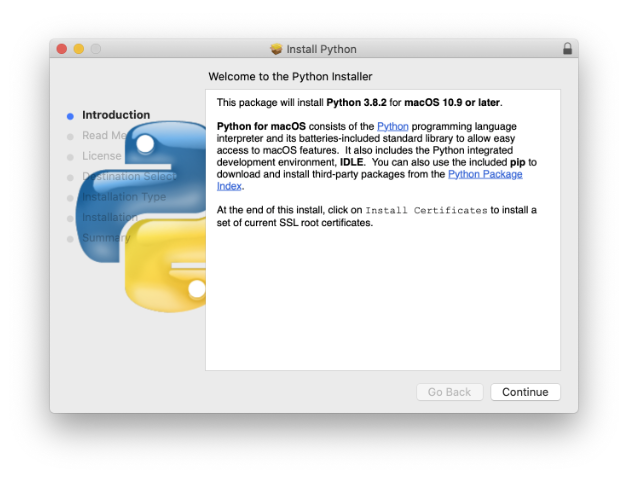 Install Python
Welcome to the Python Installer
Introduction
Read Me
License
Destination Select
Installation Type
Installation
Summary
This package will install Python 3.8.2 for macOS 10.9 or later.
Python for macOS consists of the Python programming language
interpreter and its batteries-included standard library to allow easy
access to macOS features. It also includes the Python integrated
development environment, IDLE. You can also use the included pip to
download and install third-party packages from the Python Package
Index.
At the end of this install, click on Install Certificates to install a
set of current SSL root certificates.
Go Back
Continue